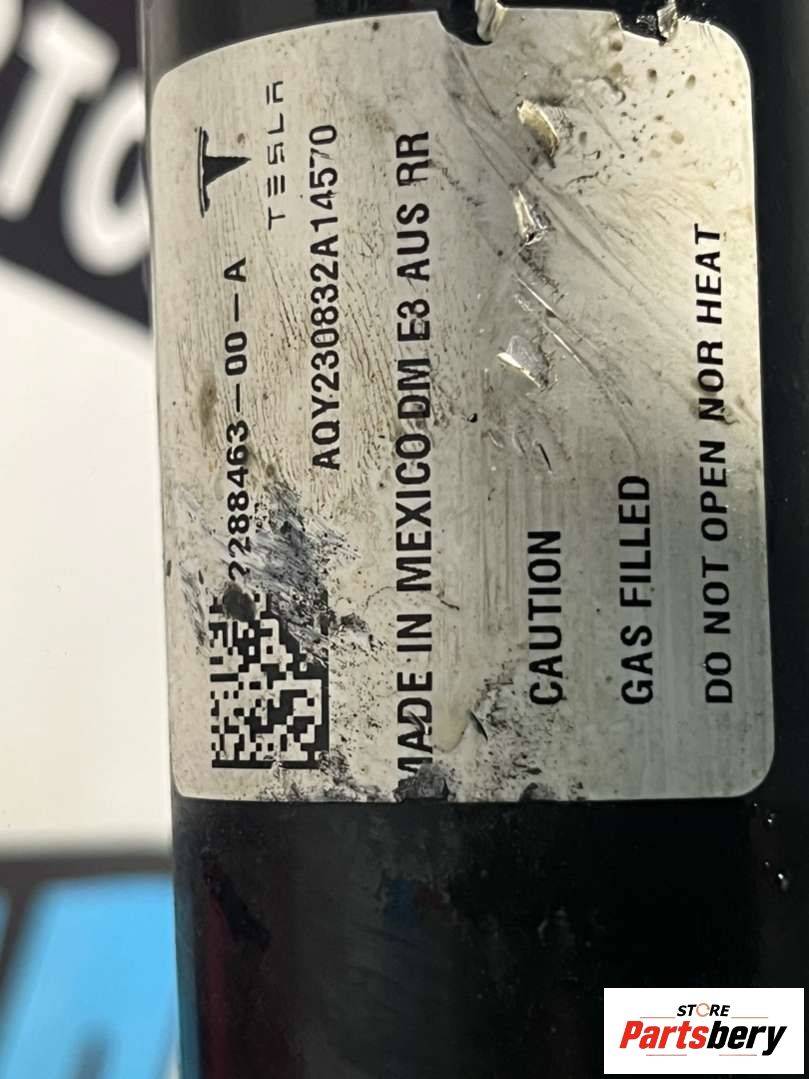 TESLA
2288463-00-A
AQY230832A14570
MADE IN MEXICO DM E3 AUS RR
CAUTION
GAS FILLED
DO NOT OPEN NOR HEAT
STORE
Partsbery